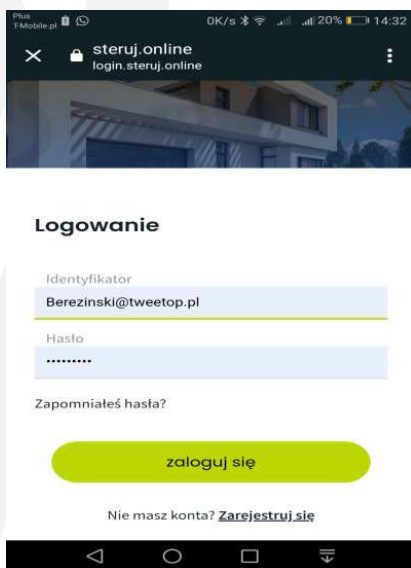 Plus
T-Mobile.pl
0K/s
20%
14:32
steruj.online
login.steruj.online
Logowanie
Identyfikator
Berezinski@tweetop.pl
Hasło
•••••••••
Zapomniałeś hasła?
zaloguj się
Nie masz konta? Zarejestruj się